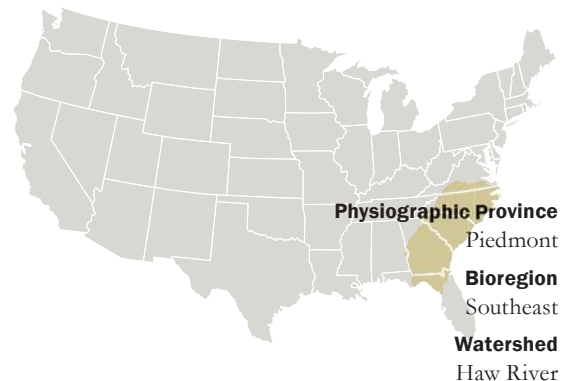 Physiographic Province
Piedmont
Bioregion
Southeast
Watershed
Haw River